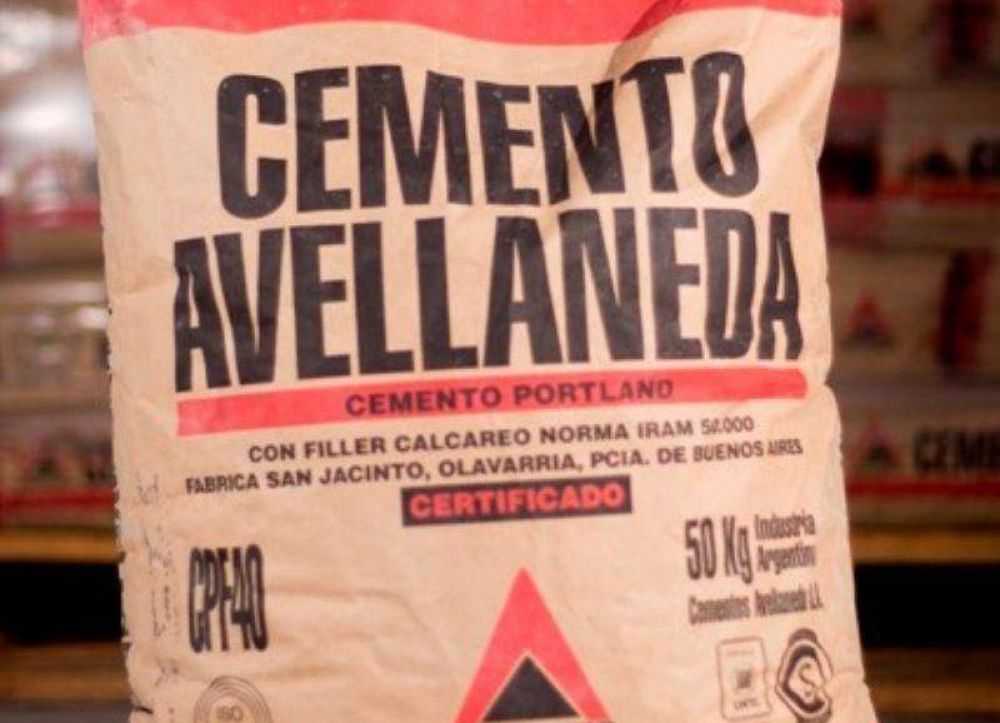 CEMENTO
AVELLANEDA
CEMENTO PORTLAND
CON FILLER CALCAREO NORMA IRAM 50.000
FABRICA SAN JACINTO, OLAVARRIA, PCIA. DE BUENOS AIRES
CERTIFICADO
CPF40
50 Kg
Industria
Argentina
Cementos Avellaneda S.A.
ISO